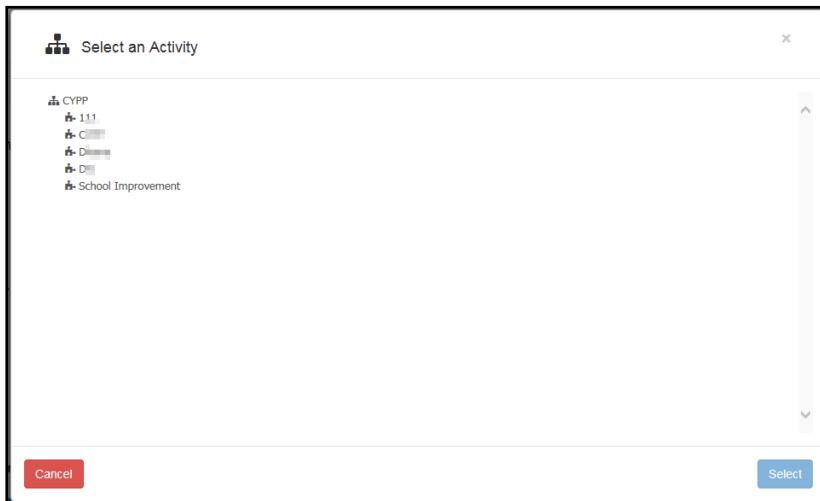 Select an Activity
×
CYPP
111
School Improvement
Cancel
Select